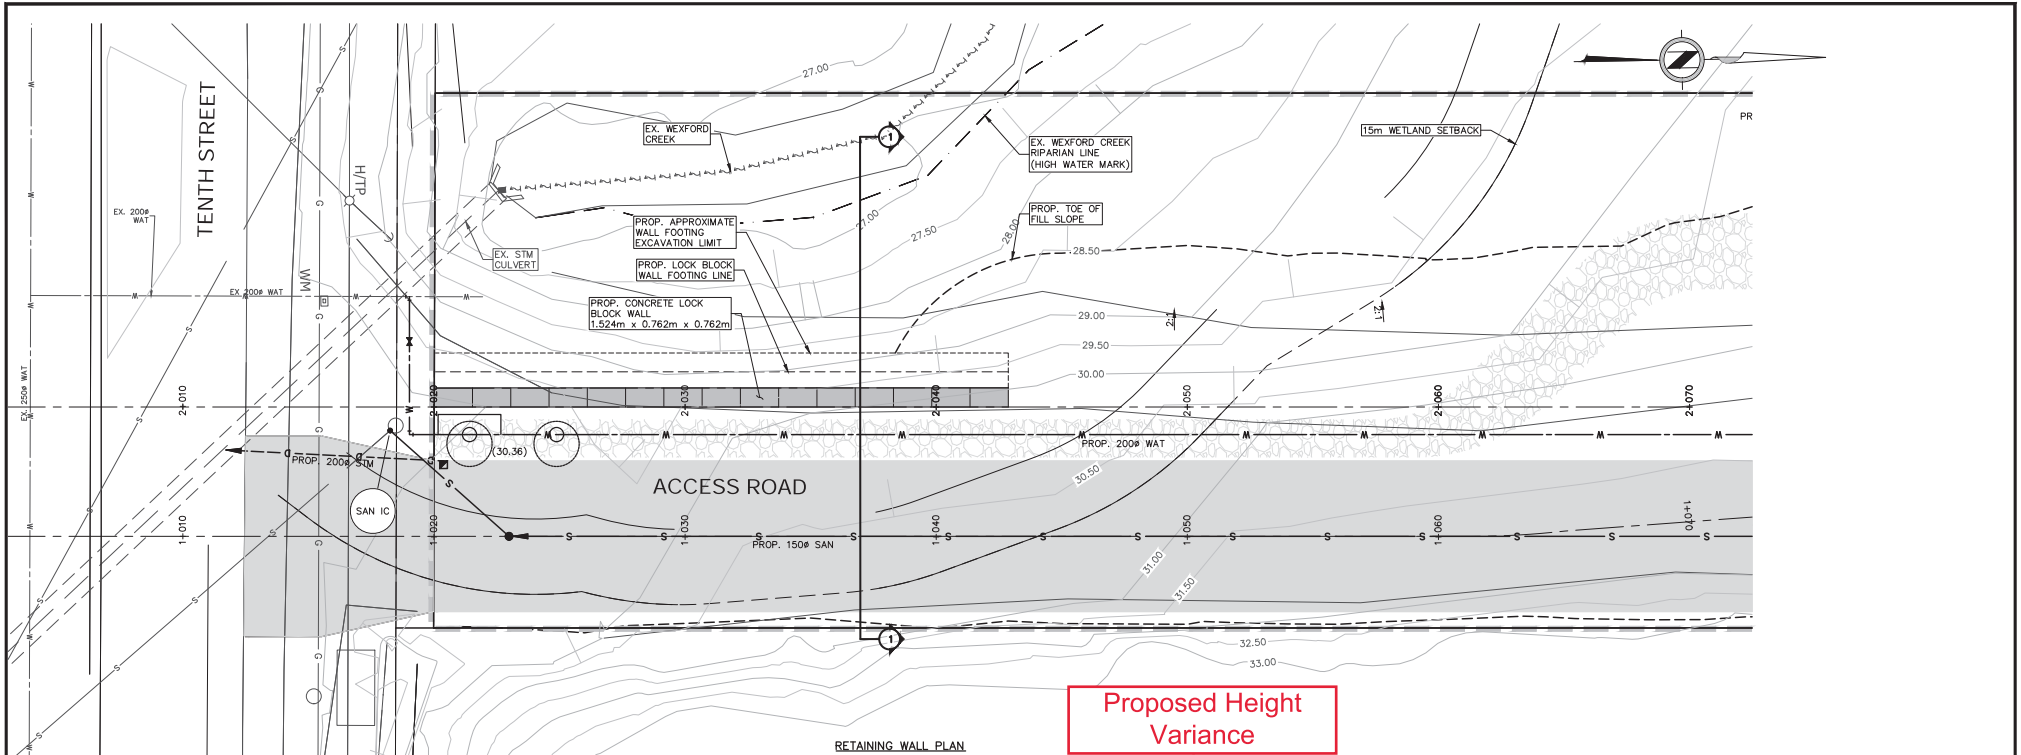 TENTH STREET
H/TP
W/M
EX. 200ø
WAT
EX 200ø WAT
EX. 250ø WAT
EX. STM
CULVERT
EX. WEXFORD
CREEK
27.00
EX. WEXFORD CREEK
RIPARIAN LINE
(HIGH WATER MARK)
15m WETLAND SETBACK
PR
PROP. APPROXIMATE
WALL FOOTING
EXCAVATION LIMIT
PROP. LOCK BLOCK
WALL FOOTING LINE
PROP. CONCRETE LOCK
BLOCK WALL
1.524m x 0.762m x 0.762m
PROP. TOE OF
FILL SLOPE
27.00
27.50
28.00
28.50
29.00
29.50
30.00
2:1
2:1
2+010
2+020
2+030
2+040
2+050
2+060
2+070
W W W W W W W W W W W
PROP. 200ø WAT
(30.36)
PROP. 200ø STM
D D
SAN IC
ACCESS ROAD
30.50
31.00
31.50
1+010
1+020
1+030
1+040
1+050
1+060
1+070
S S S S S S S S S S S S S
PROP. 150ø SAN
1
1
32.50
33.00
G G G G G
Proposed Height
Variance
RETAINING WALL PLAN